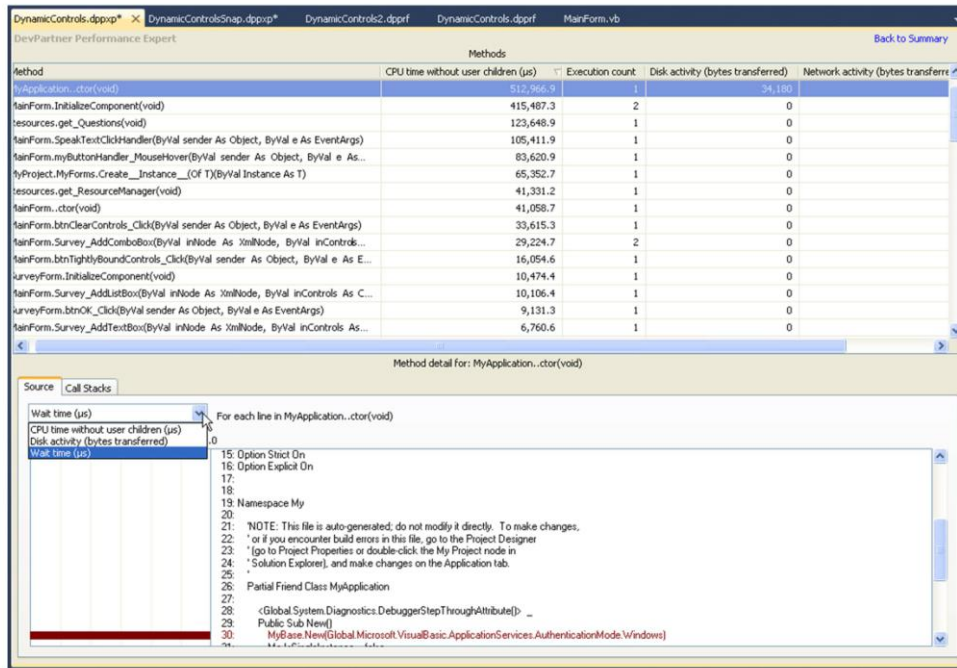 DynamicControls.dppxp* DynamicControlsSnap.dppxp* DynamicControls2.dpprf DynamicControls.dpprf MainForm.vb
DevPartner Performance Expert Back to Summary
Methods
Method CPU time without user children (µs) Execution count Disk activity (bytes transferred) Network activity (bytes transferre
MyApplication..ctor(void) 512,966.9 1 34,180
MainForm.InitializeComponent(void) 415,487.3 2 0
Resources.get_Questions(void) 123,648.9 1 0
MainForm.SpeakTextClickHandler(ByVal sender As Object, ByVal e As EventArgs) 105,411.9 1 0
MainForm.myButtonHandler_MouseHover(ByVal sender As Object, ByVal e As... 83,620.9 1 0
MyProject.MyForms.Create__Instance__(Of T)(ByVal Instance As T) 65,352.7 1 0
Resources.get_ResourceManager(void) 41,331.2 1 0
MainForm..ctor(void) 41,058.7 1 0
MainForm.btnClearControls_Click(ByVal sender As Object, ByVal e As EventArgs) 33,615.3 1 0
MainForm.Survey_AddComboBox(ByVal inNode As XmlNode, ByVal inControls... 29,224.7 2 0
MainForm.btnTightlyBoundControls_Click(ByVal sender As Object, ByVal e As E... 16,054.6 1 0
SurveyForm.InitializeComponent(void) 10,474.4 1 0
MainForm.Survey_AddListBox(ByVal inNode As XmlNode, ByVal inControls As C... 10,106.4 1 0
SurveyForm.btnOK_Click(ByVal sender As Object, ByVal e As EventArgs) 9,131.3 1 0
MainForm.Survey_AddTextBox(ByVal inNode As XmlNode, ByVal inControls As... 6,760.6 1 0
Method detail for: MyApplication..ctor(void)
Source Call Stacks
Wait time (µs) For each line in MyApplication..ctor(void)
CPU time without user children (µs)
Disk activity (bytes transferred) .0
Wait time (µs)
15: Option Strict On
16: Option Explicit On
17:
18:
19: Namespace My
20:
21: 'NOTE: This file is auto-generated; do not modify it directly. To make changes,
22: ' or if you encounter build errors in this file, go to the Project Designer
23: ' (go to Project Properties or double-click the My Project node in
24: ' Solution Explorer), and make changes on the Application tab.
25: '
26: Partial Friend Class MyApplication
27:
28: <Global.System.Diagnostics.DebuggerStepThroughAttribute()> _
29: Public Sub New()
30: MyBase.New(Global.Microsoft.VisualBasic.ApplicationServices.AuthenticationMode.Windows)